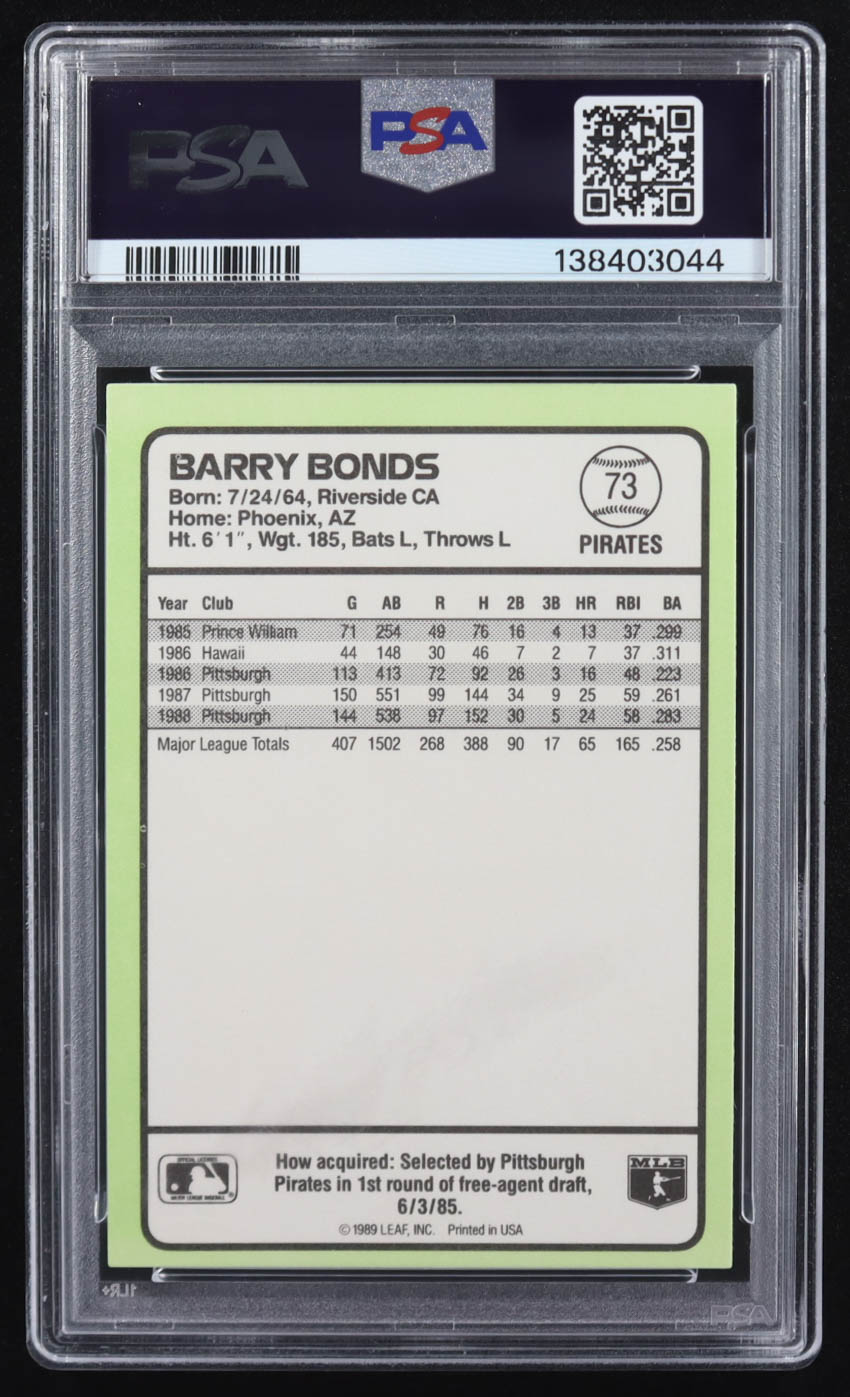 PSA
PSA
138403044
BARRY BONDS
Born: 7/24/64, Riverside CA
Home: Phoenix, AZ
Ht. 6'1", Wgt. 185, Bats L, Throws L
73
PIRATES
Year Club G AB R H 2B 3B HR RBI BA
1985 Prince William 71 254 49 76 16 4 13 37 .299
1986 Hawaii 44 148 30 46 7 2 7 37 .311
1986 Pittsburgh 113 413 72 92 26 3 16 48 .223
1987 Pittsburgh 150 551 99 144 34 9 25 59 .261
1988 Pittsburgh 144 538 97 152 30 5 24 58 .283
Major League Totals 407 1502 268 388 90 17 65 165 .258
How acquired: Selected by Pittsburgh
Pirates in 1st round of free-agent draft,
6/3/85.
© 1989 LEAF, INC. Printed in USA
MLB
PSA